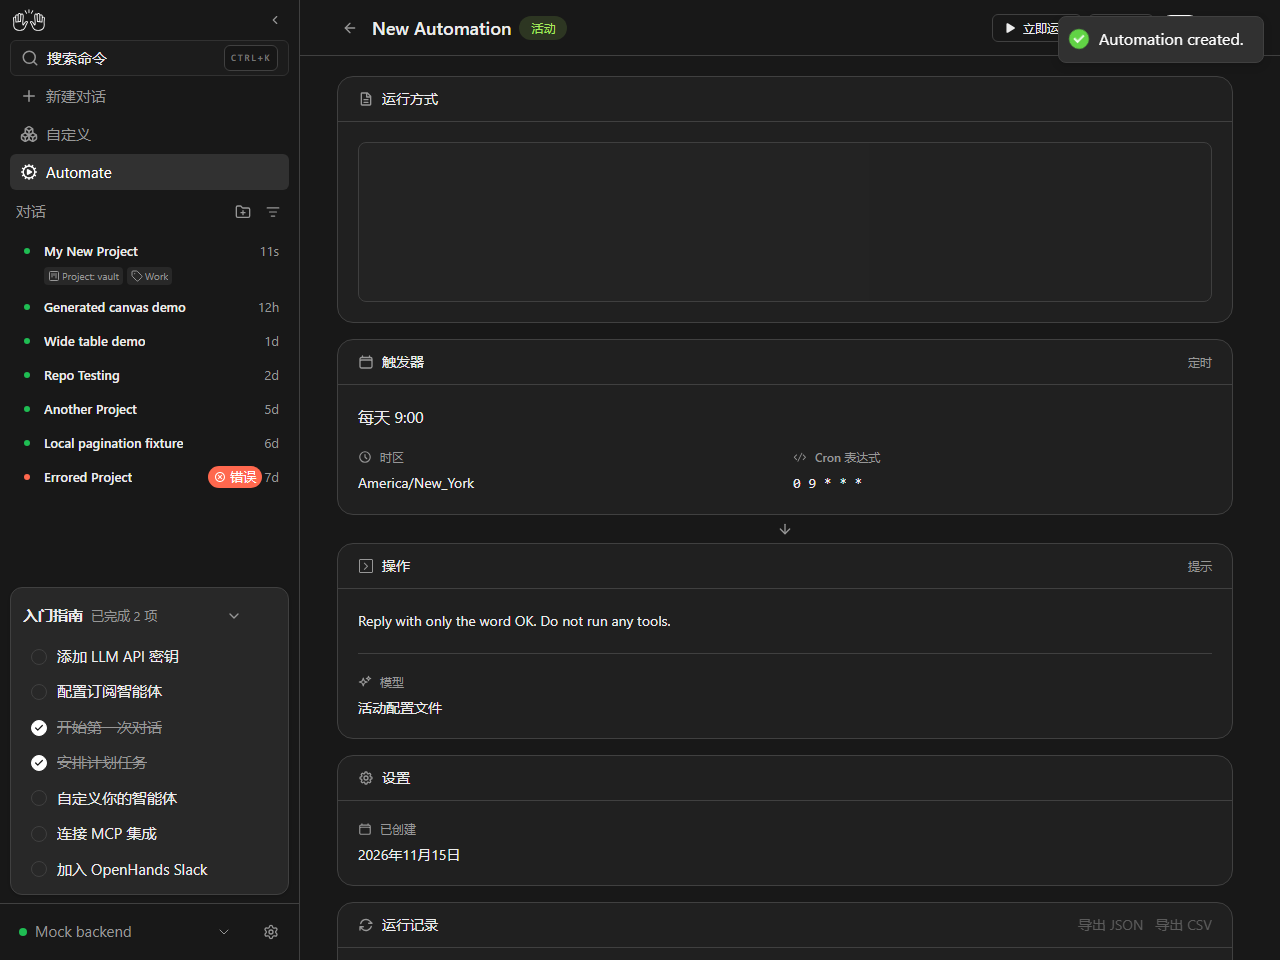 搜索命令
CTRL+K
新建对话
自定义
Automate
对话
My New Project
11s
Project: vault
Work
Generated canvas demo
12h
Wide table demo
1d
Repo Testing
2d
Another Project
5d
Local pagination fixture
6d
Errored Project
错误
7d
入门指南 已完成 2 项
添加 LLM API 密钥
配置订阅智能体
开始第一次对话
安排计划任务
自定义你的智能体
连接 MCP 集成
加入 OpenHands Slack
Mock backend
New Automation
活动
立即运
Automation created.
运行方式
触发器
定时
每天 9:00
时区
America/New_York
Cron 表达式
0 9 * * *
操作
提示
Reply with only the word OK. Do not run any tools.
模型
活动配置文件
设置
已创建
2026年11月15日
运行记录
导出 JSON
导出 CSV